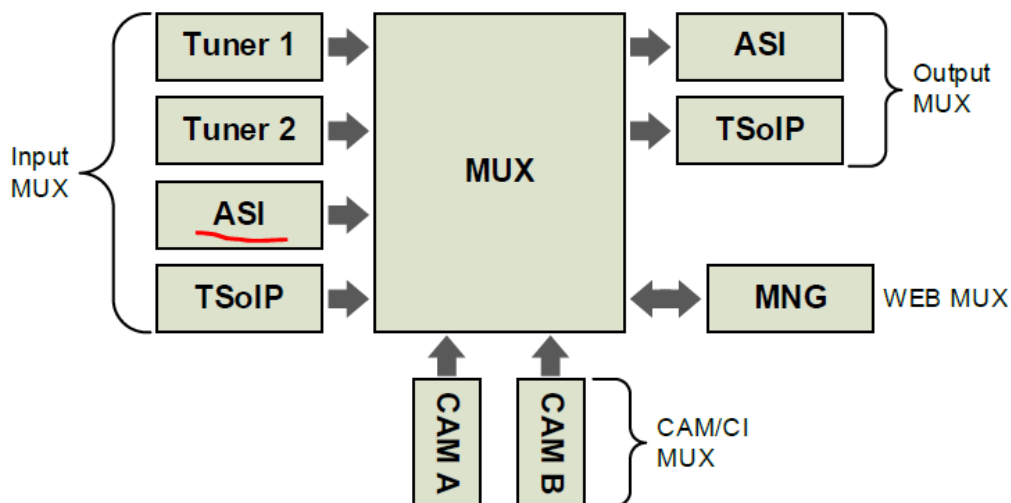 Tuner 1
Tuner 2
ASI
TSoIP
Input
MUX
MUX
ASI
TSoIP
Output
MUX
MNG
WEB MUX
CAM A
CAM B
CAM/CI
MUX